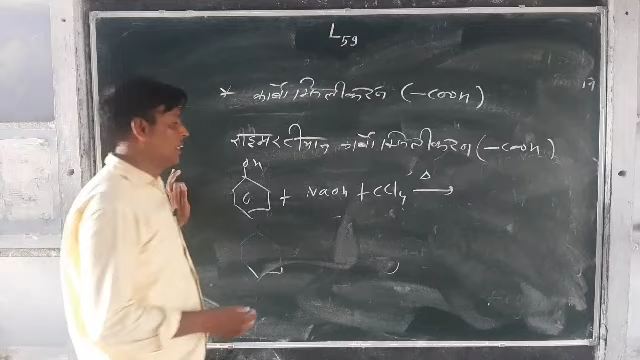 L59
* कार्बोक्सिलीकरण (-COOH)
राइमर टीमान कार्बोक्सिलीकरण (-COOH)
OH
+ NaOH + CCl4 Δ →